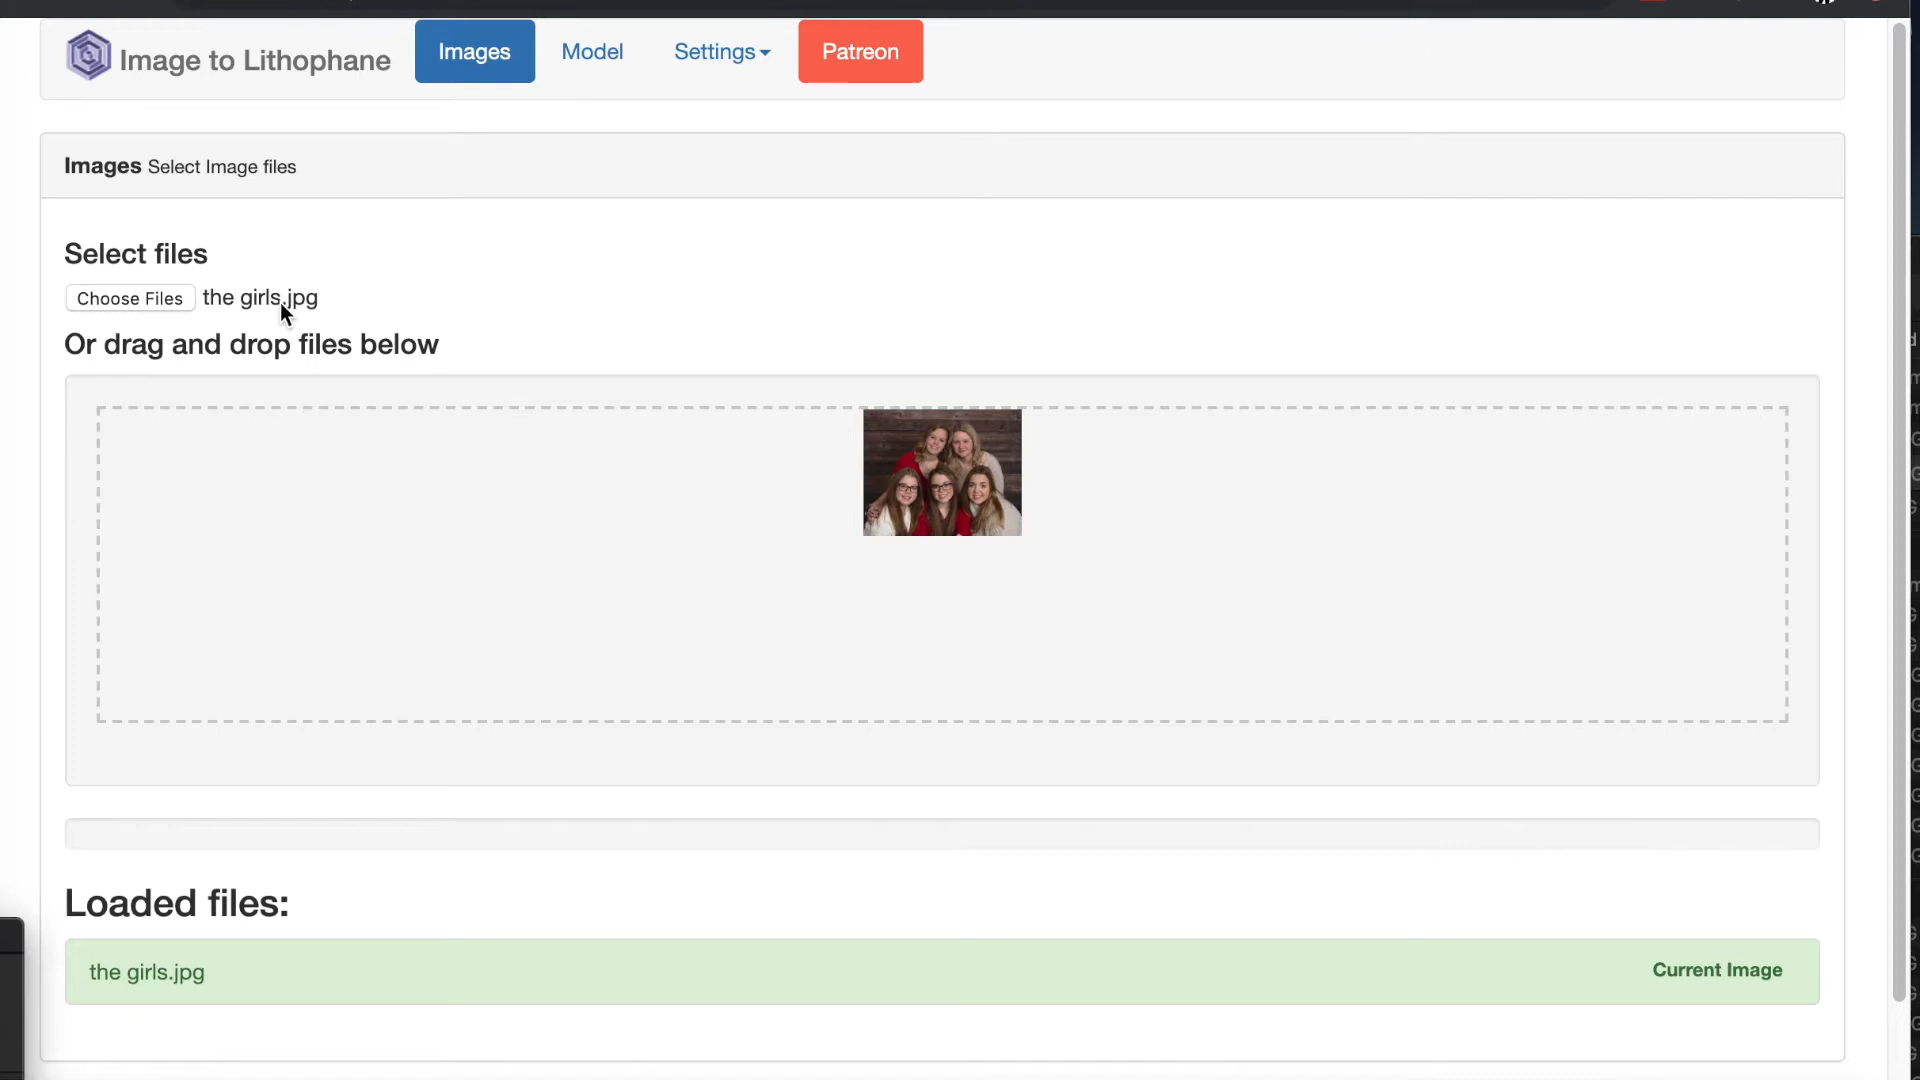 Image to Lithophane Images Model Settings Patreon
Images Select Image files
Select files
Choose Files the girls.jpg
Or drag and drop files below
Loaded files:
the girls.jpg Current Image